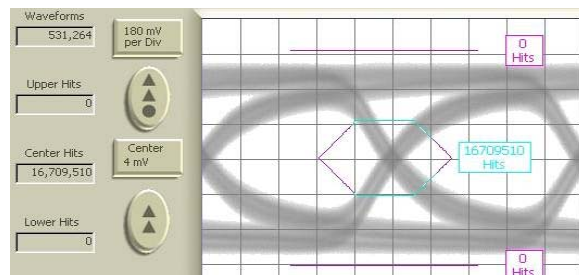 Waveforms
531,264
180 mV
per Div
Upper Hits
0
Center Hits
16,709,510
Center
4 mV
Lower Hits
0
0
Hits
16709510
Hits
0
Hits